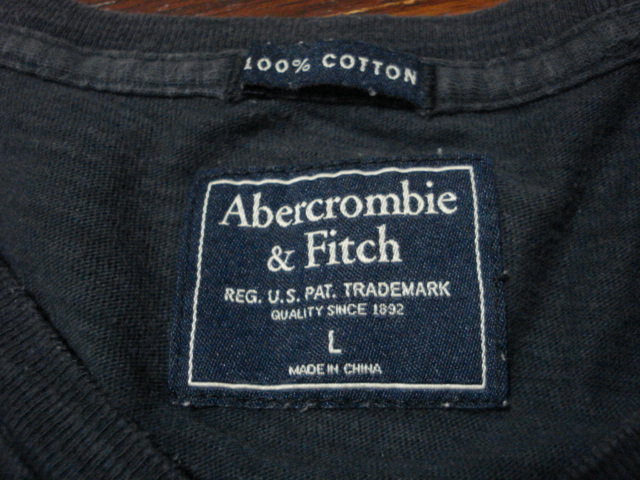 100% COTTON
Abercrombie
& Fitch
REG. U.S. PAT. TRADEMARK
QUALITY SINCE 1892
L
MADE IN CHINA